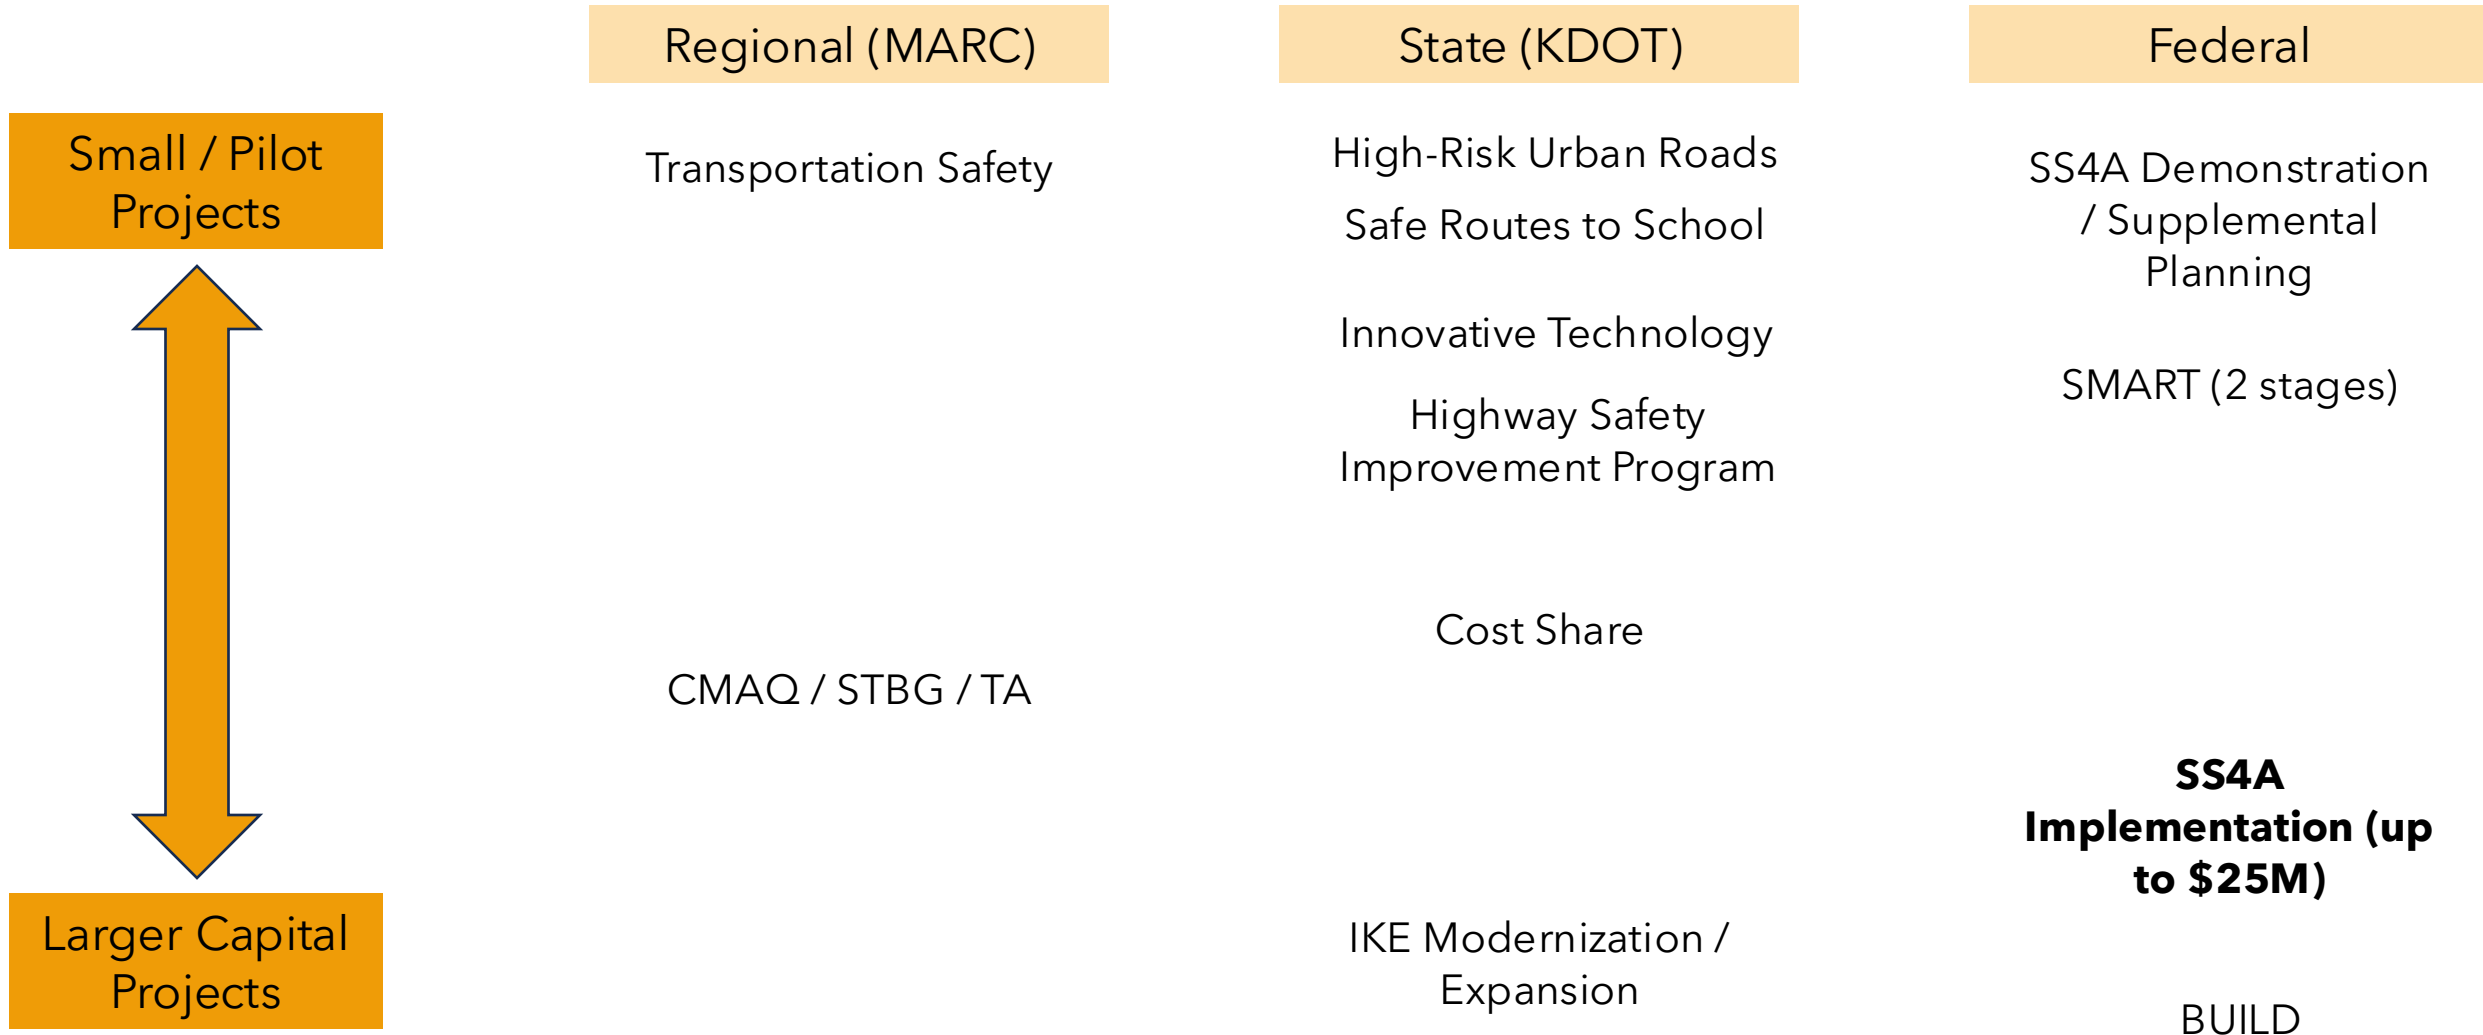 Regional (MARC)
State (KDOT)
Federal
Small / Pilot
Projects
Transportation Safety
High-Risk Urban Roads
Safe Routes to School
Innovative Technology
Highway Safety
Improvement Program
SS4A Demonstration
/ Supplemental
Planning
SMART (2 stages)
Cost Share
CMAQ / STBG / TA
SS4A
Implementation (up
to $25M)
Larger Capital
Projects
IKE Modernization /
Expansion
BUILD